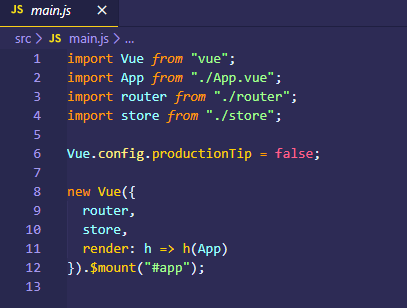 JS main.js ×
src > JS main.js > ...
1 import Vue from "vue";
2 import App from "./App.vue";
3 import router from "./router";
4 import store from "./store";
5
6 Vue.config.productionTip = false;
7
8 new Vue({
9   router,
10   store,
11   render: h => h(App)
12 }).$mount("#app");
13